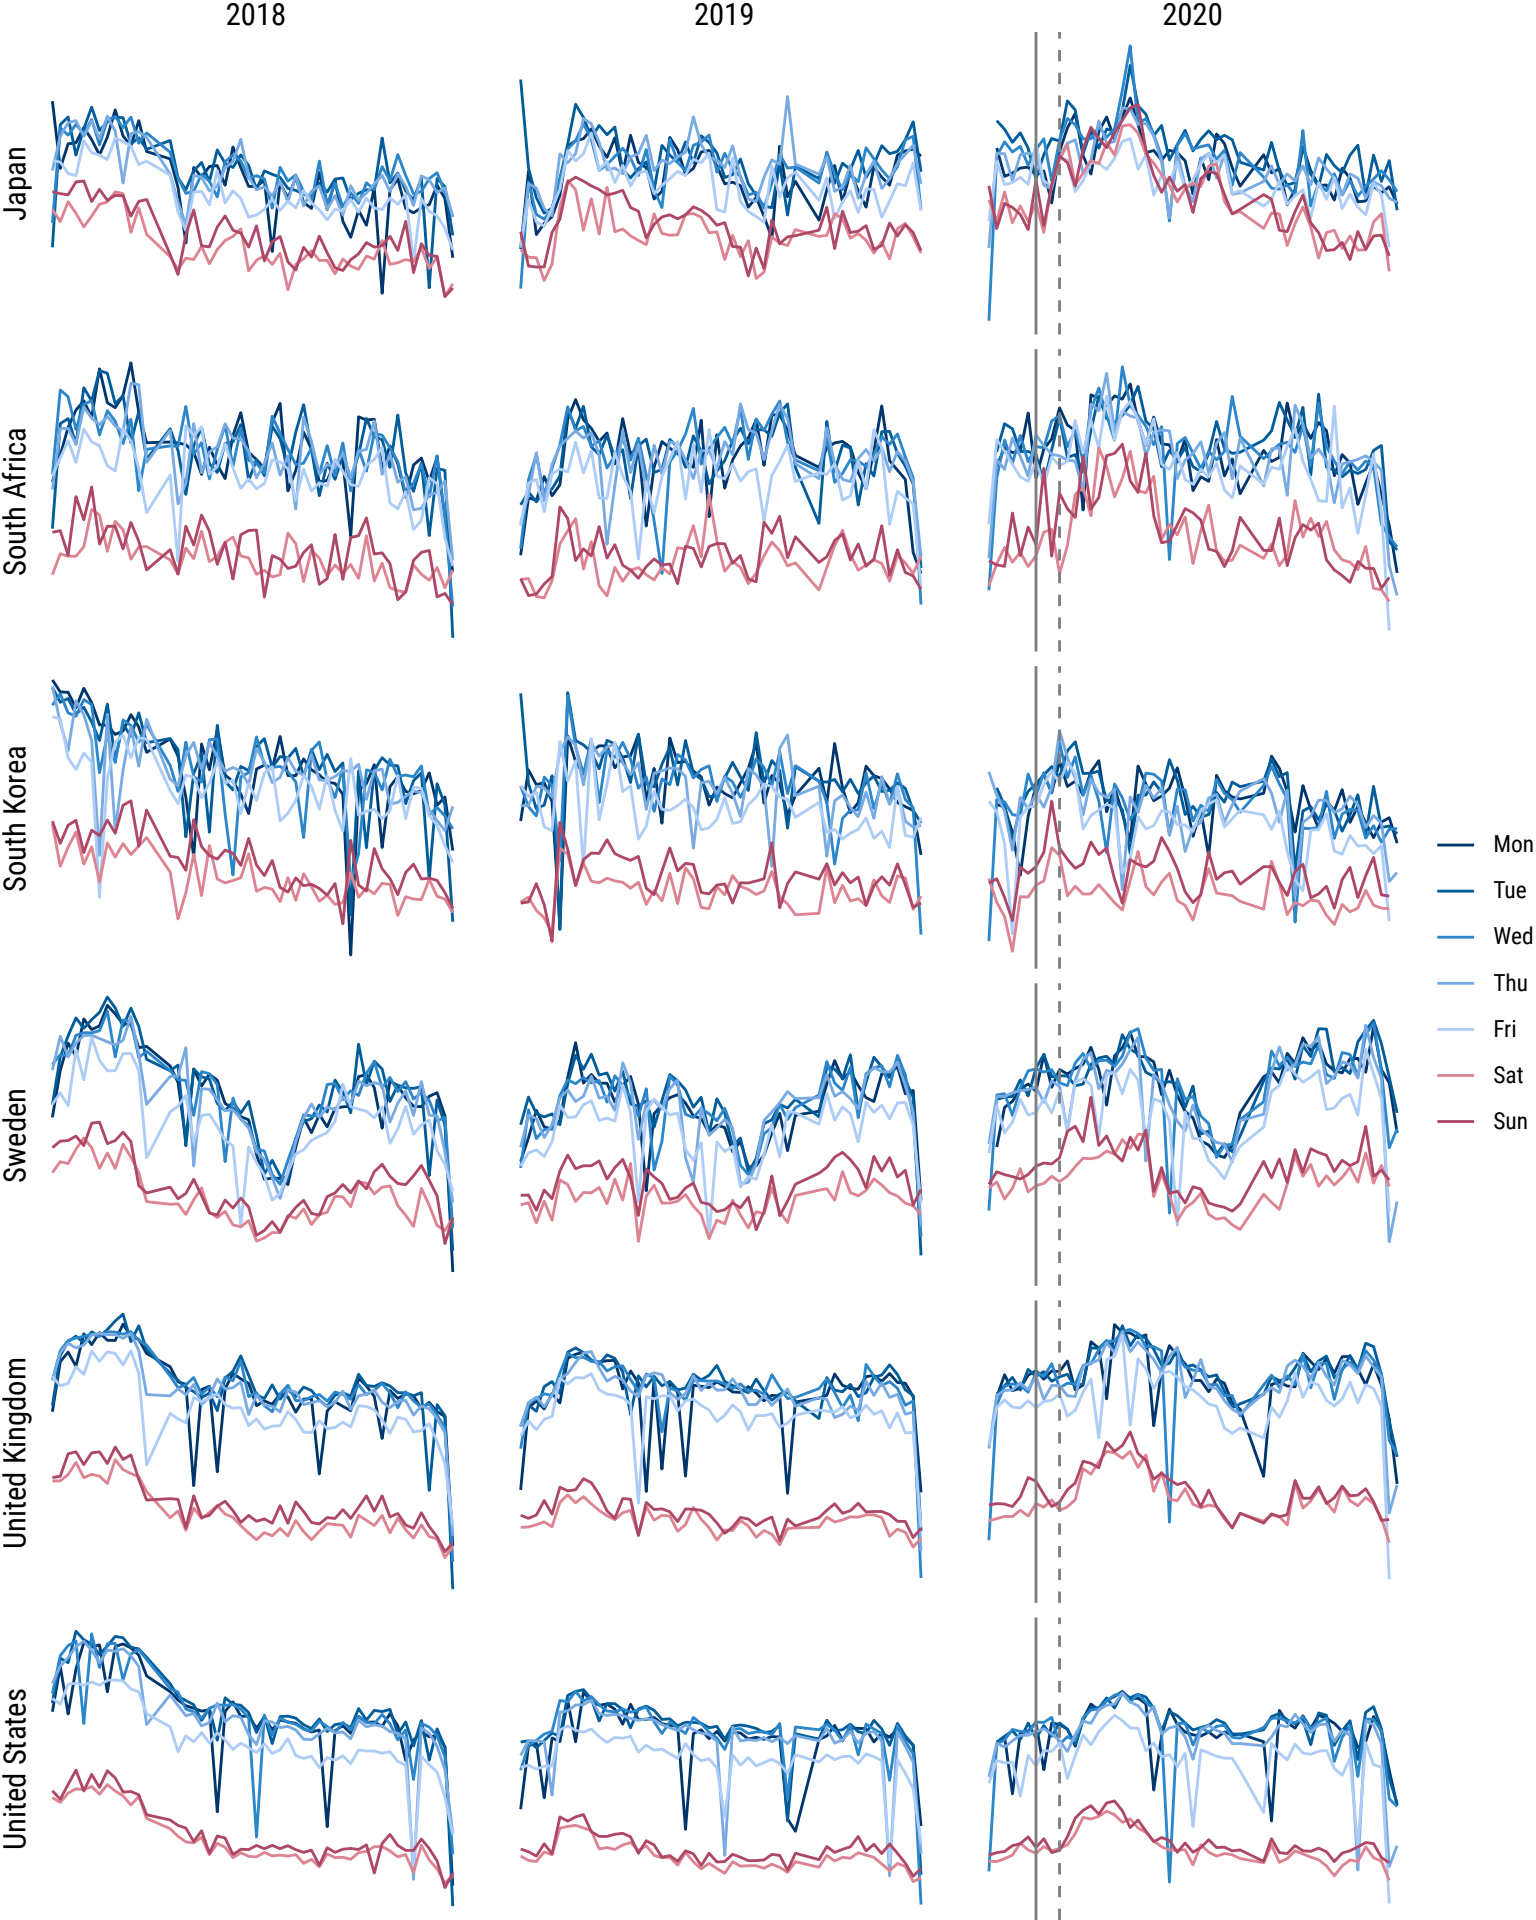 2018 2019 2020
Japan
South Africa
South Korea
Sweden
United Kingdom
United States
Mon
Tue
Wed
Thu
Fri
Sat
Sun